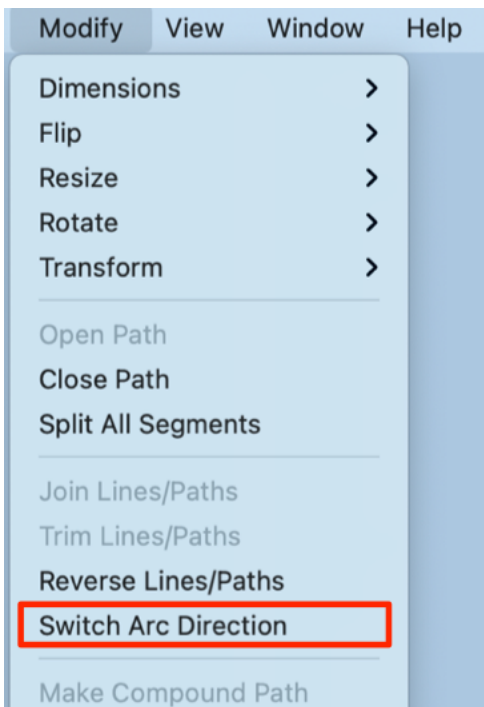 Modify View Window Help
Dimensions
Flip
Resize
Rotate
Transform
Open Path
Close Path
Split All Segments
Join Lines/Paths
Trim Lines/Paths
Reverse Lines/Paths
Switch Arc Direction
Make Compound Path